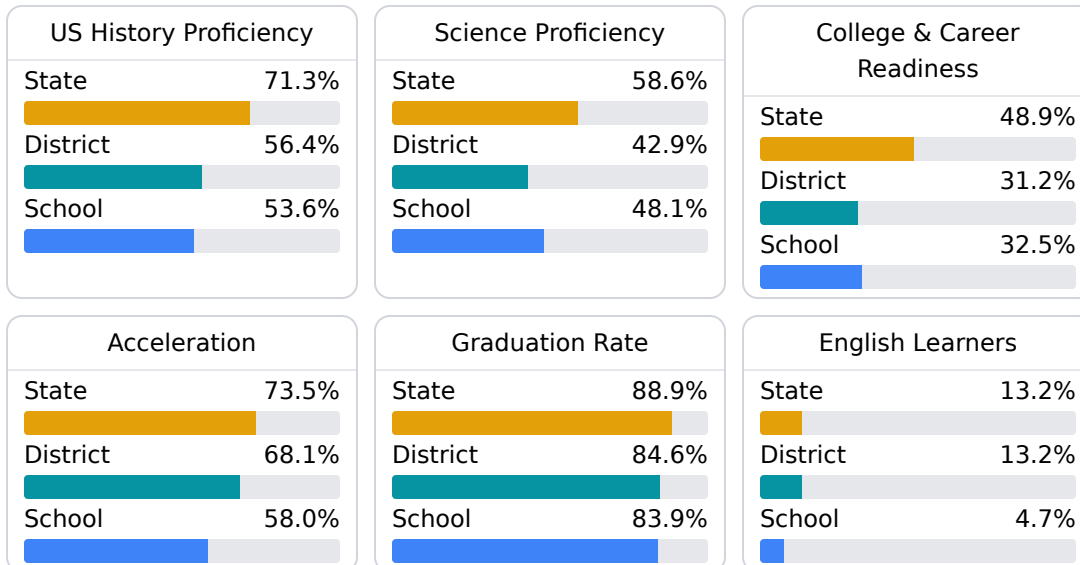 US History Proficiency
State 71.3%
District 56.4%
School 53.6%
Science Proficiency
State 58.6%
District 42.9%
School 48.1%
College & Career
Readiness
State 48.9%
District 31.2%
School 32.5%
Acceleration
State 73.5%
District 68.1%
School 58.0%
Graduation Rate
State 88.9%
District 84.6%
School 83.9%
English Learners
State 13.2%
District 13.2%
School 4.7%